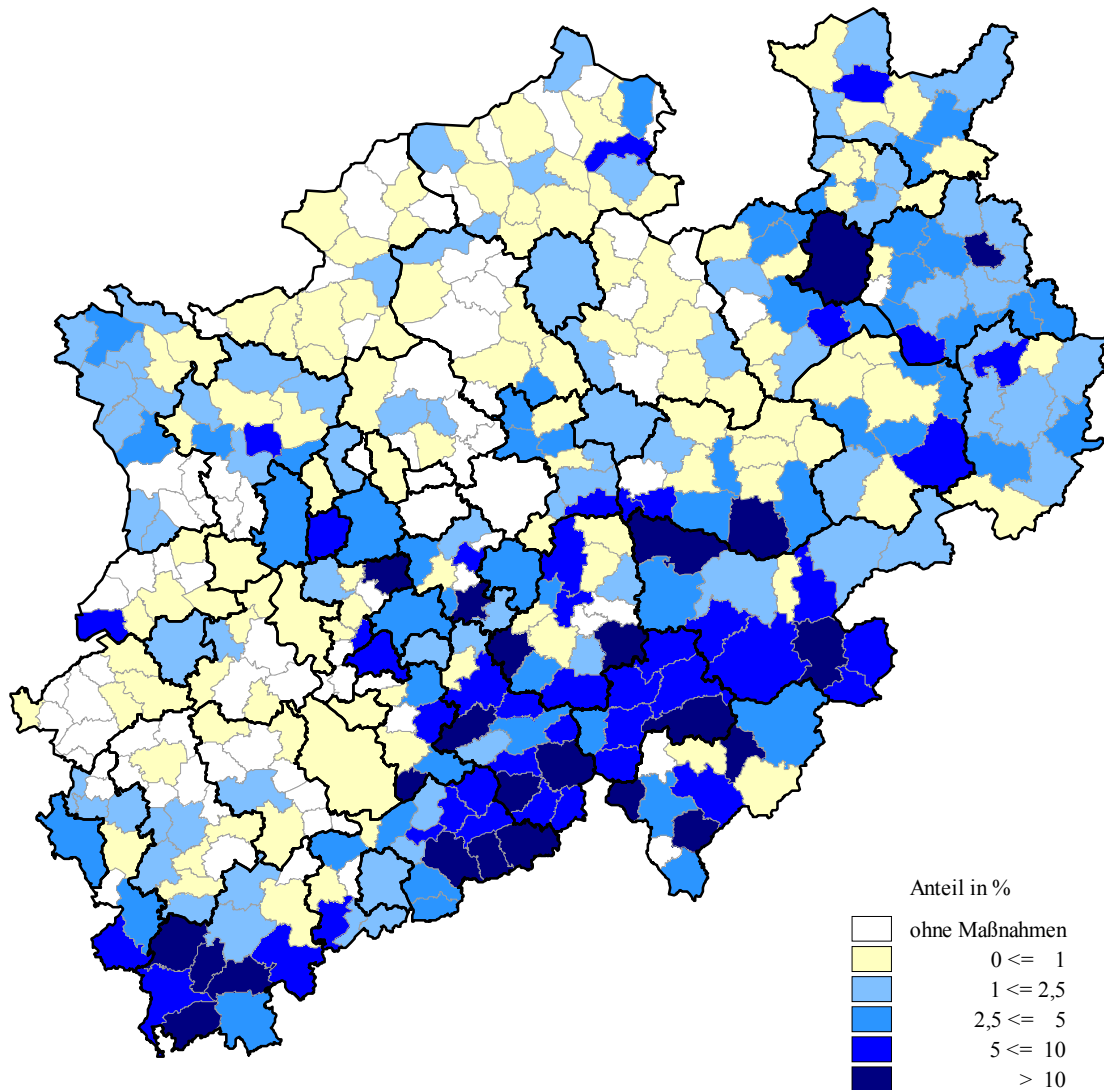 Anteil in %
ohne Maßnahmen
0 <= 1
1 <= 2,5
2,5 <= 5
5 <= 10
> 10